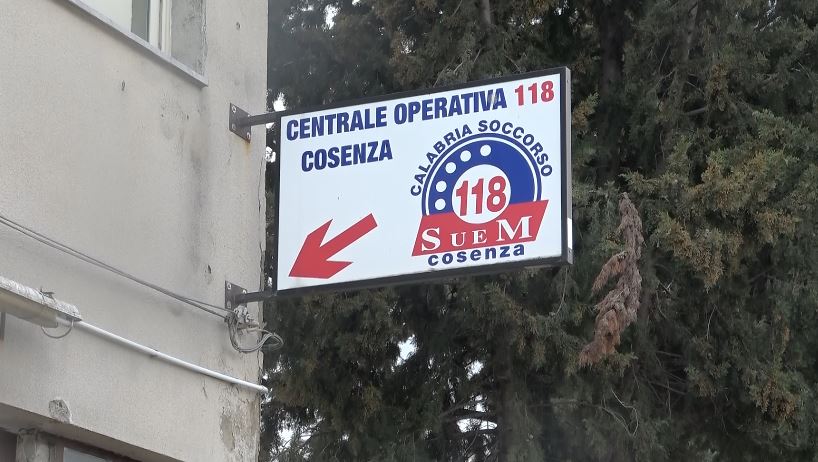 CENTRALE OPERATIVA 118
COSENZA
CALABRIA SOCCORSO
118
SUEM
cosenza